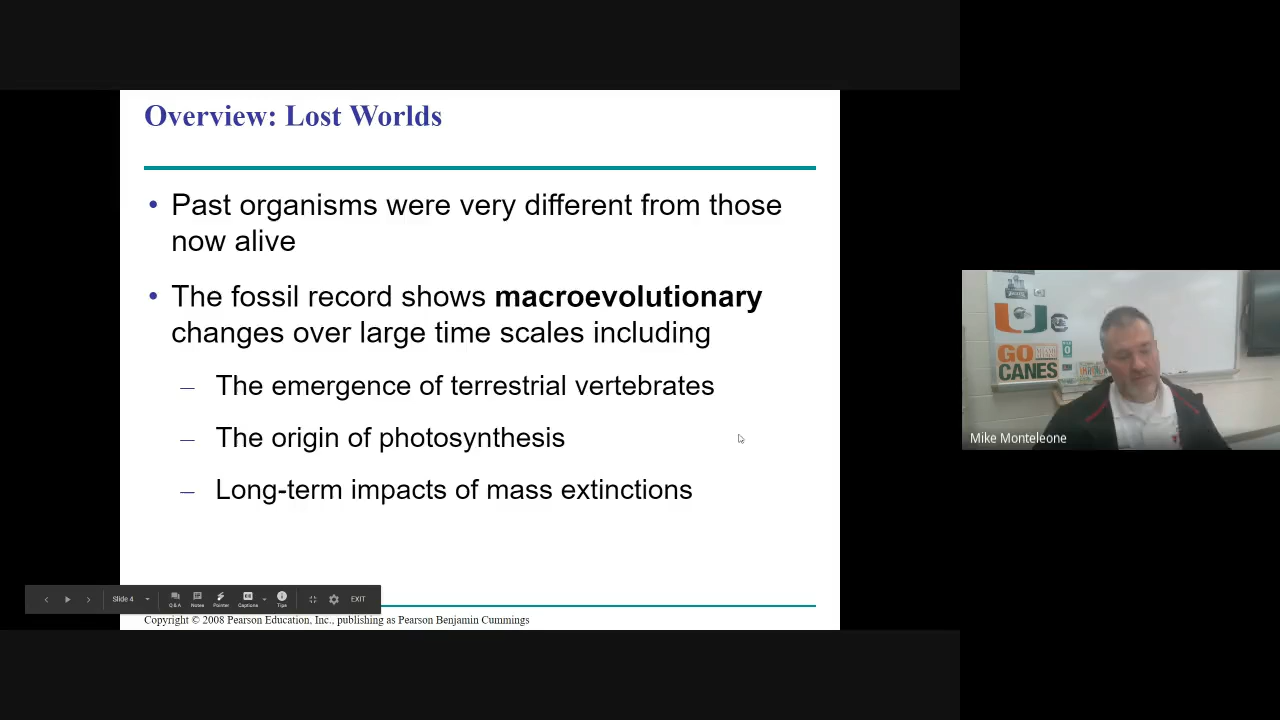 Overview: Lost Worlds
• Past organisms were very different from those
now alive
• The fossil record shows macroevolutionary
changes over large time scales including
– The emergence of terrestrial vertebrates
– The origin of photosynthesis
– Long-term impacts of mass extinctions
Slide 4
Q&A
Notes
Pointer
Captions
Tips
EXIT
Copyright © 2008 Pearson Education, Inc., publishing as Pearson Benjamin Cummings
U
GO
CANES
Mike Monteleone